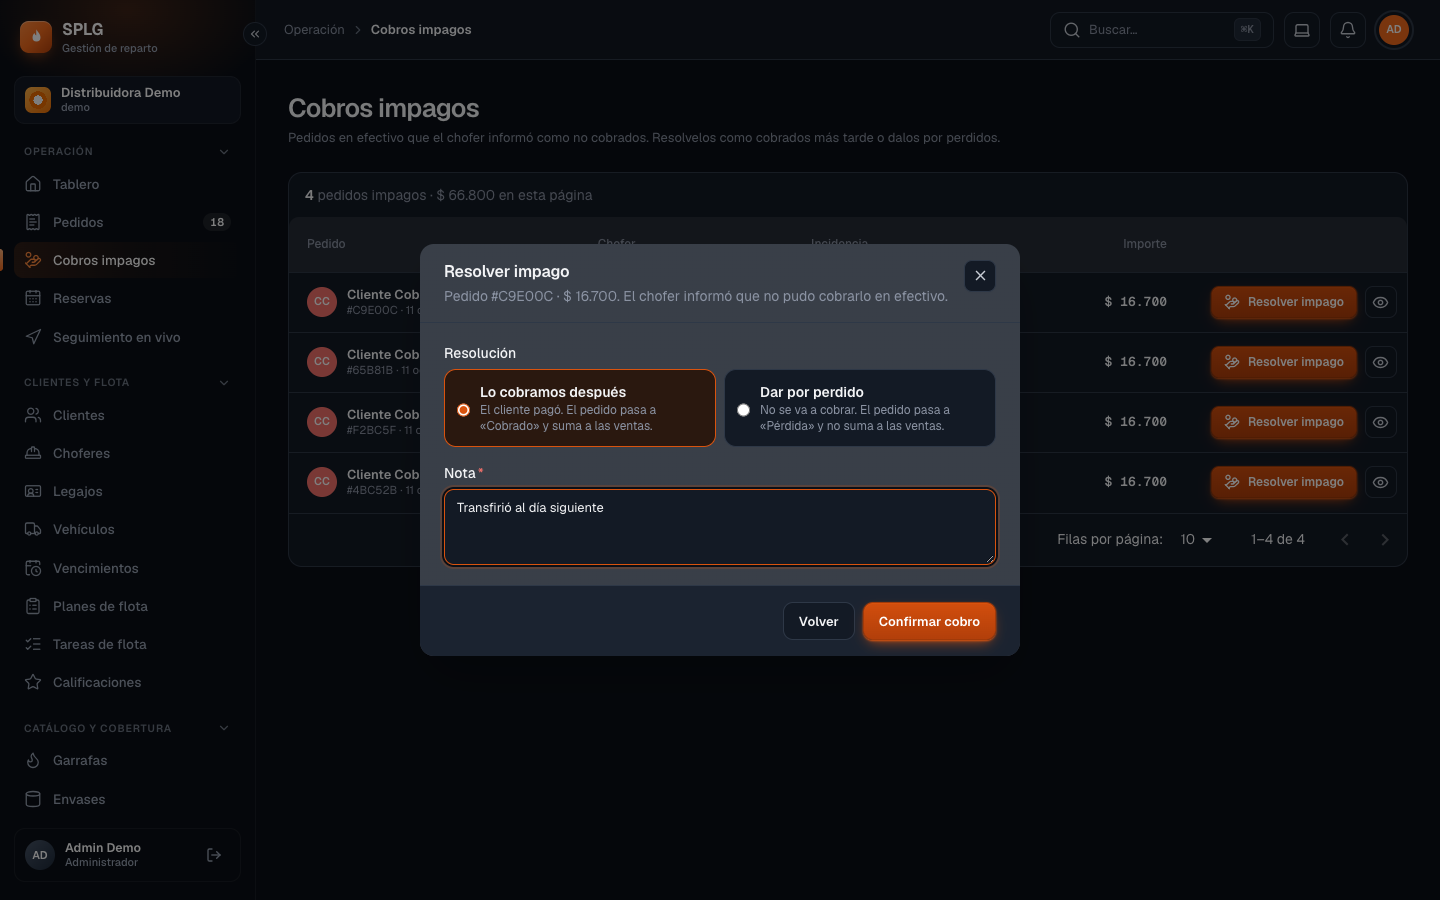 SPLG
Gestión de reparto
Distribuidora Demo
demo
OPERACIÓN
Tablero
Pedidos 18
Cobros impagos
Reservas
Seguimiento en vivo
CLIENTES Y FLOTA
Clientes
Choferes
Legajos
Vehículos
Vencimientos
Planes de flota
Tareas de flota
Calificaciones
CATÁLOGO Y COBERTURA
Garrafas
Envases
AD
Admin Demo
Administrador
Operación > Cobros impagos
Buscar... ⌘K
AD
Cobros impagos
Pedidos en efectivo que el chofer informó como no cobrados. Resolvelos como cobrados más tarde o dalos por perdidos.
4 pedidos impagos · $ 66.800 en esta página
Pedido Chofer Incidencia Importe
CC Cliente Cob
#C9E00C · 11
$ 16.700 Resolver impago
CC Cliente Cob
#65B81B · 11
$ 16.700 Resolver impago
CC Cliente Cob
#F2BC5F · 11
$ 16.700 Resolver impago
CC Cliente Cob
#4BC52B · 11
$ 16.700 Resolver impago
Filas por página: 10 1–4 de 4
Resolver impago
Pedido #C9E00C · $ 16.700. El chofer informó que no pudo cobrarlo en efectivo.
Resolución
Lo cobramos después
El cliente pagó. El pedido pasa a
«Cobrado» y suma a las ventas.
Dar por perdido
No se va a cobrar. El pedido pasa a
«Pérdida» y no suma a las ventas.
Nota *
Transfirió al día siguiente
Volver
Confirmar cobro